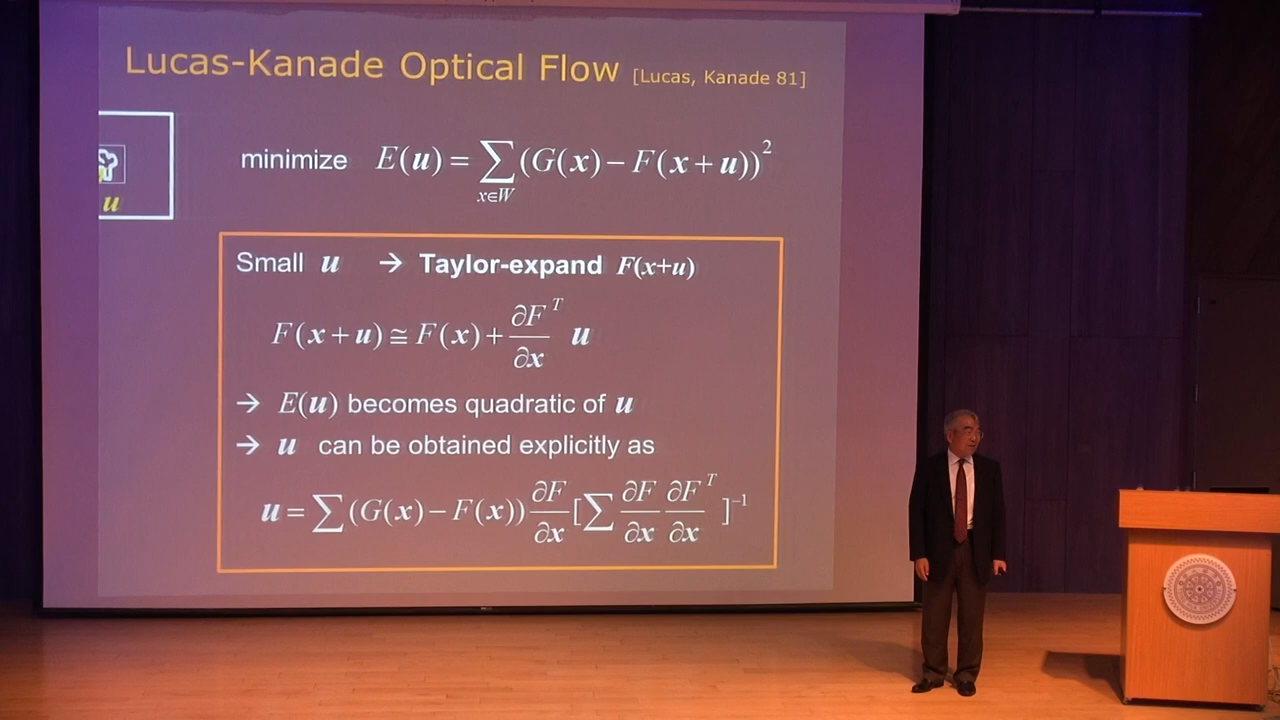 Lucas-Kanade Optical Flow [Lucas, Kanade 81]
u
minimize E(u) = ∑_{x∈W} (G(x) − F(x + u))²
Small u → Taylor-expand F(x+u)
F(x + u) ≅ F(x) + ∂F/∂x^T u
→ E(u) becomes quadratic of u
→ u can be obtained explicitly as
u = ∑ (G(x) − F(x)) ∂F/∂x [∑ ∂F/∂x ∂F/∂x^T]^{−1}